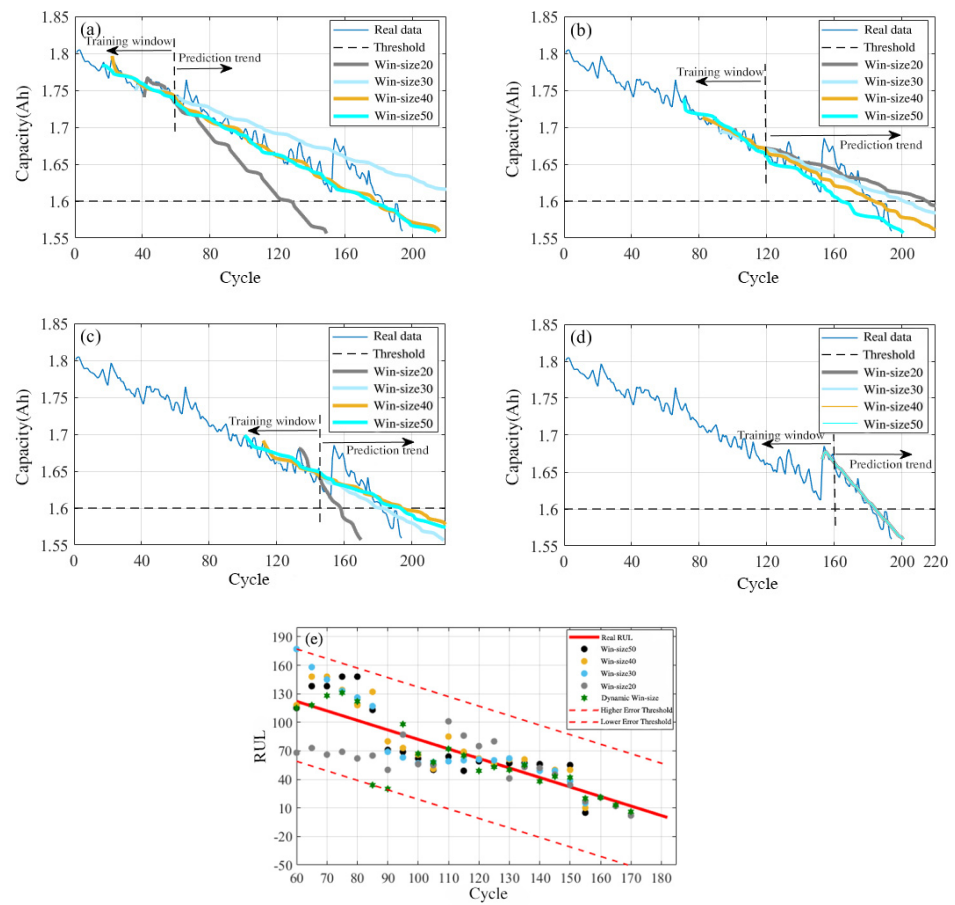 (a)
Training window
Prediction trend
Real data
Threshold
Win-size20
Win-size30
Win-size40
Win-size50
Capacity(Ah)
1.85
1.8
1.75
1.7
1.65
1.6
1.55
0 40 80 120 160 200
Cycle
(b)
Training window
Prediction trend
Real data
Threshold
Win-size20
Win-size30
Win-size40
Win-size50
Capacity(Ah)
1.85
1.8
1.75
1.7
1.65
1.6
1.55
0 40 80 120 160 200
Cycle
(c)
Training window
Prediction trend
Real data
Threshold
Win-size20
Win-size30
Win-size40
Win-size50
Capacity(Ah)
1.85
1.8
1.75
1.7
1.65
1.6
1.55
0 40 80 120 160 200
Cycle
(d)
Training window
Prediction trend
Real data
Threshold
Win-size20
Win-size30
Win-size40
Win-size50
Capacity(Ah)
1.85
1.8
1.75
1.7
1.65
1.6
1.55
0 40 80 120 160 200 220
Cycle
(e)
Real RUL
Win-size50
Win-size40
Win-size30
Win-size20
Dynamic Win-size
Higher Error Threshold
Lower Error Threshold
RUL
190
170
130
100
70
40
10
-50
60 70 80 90 100 110 120 130 140 150 160 170 181
Cycle